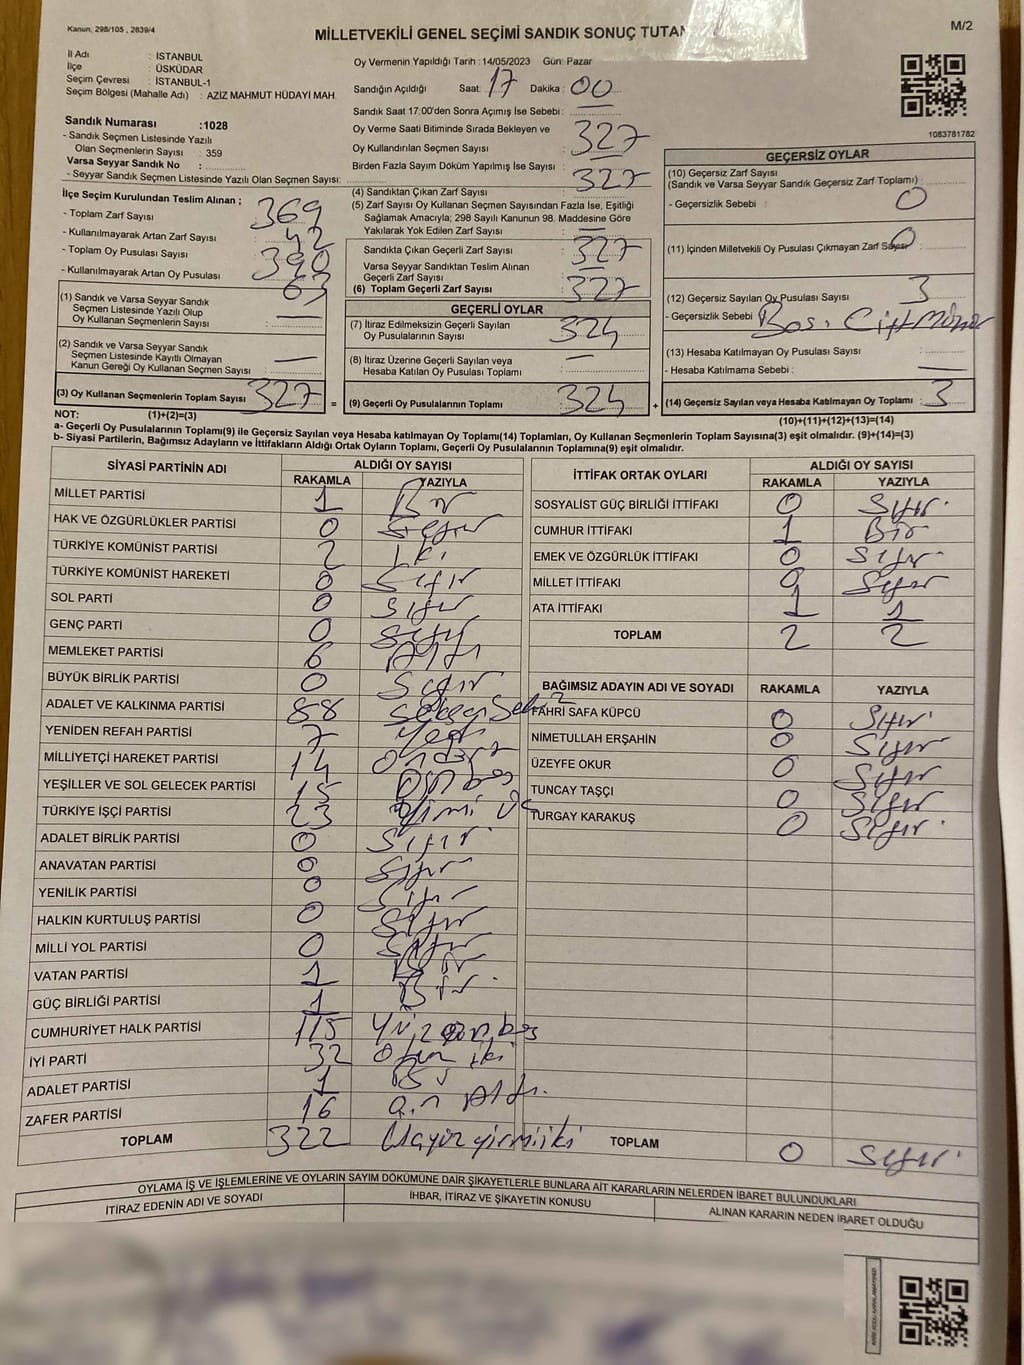 Kanun, 298/105 , 2839/4
MİLLETVEKİLİ GENEL SEÇİMİ SANDIK SONUÇ TUTAN
M/2
İl Adı : İSTANBUL
İlçe : ÜSKÜDAR
Seçim Çevresi : İSTANBUL-1
Seçim Bölgesi (Mahalle Adı) : AZİZ MAHMUT HÜDAYİ MAH.
Oy Vermenin Yapıldığı Tarih :14/05/2023 Gün: Pazar
Sandığın Açıldığı Saat: 17 Dakika : 00
Sandık Saat 17:00'den Sonra Açımış İse Sebebi :
Oy Verme Saati Bitiminde Sırada Bekleyen ve
Oy Kullandırılan Seçmen Sayısı : 327
Birden Fazla Sayım Döküm Yapılmış İse Sayısı : 327
1083781782
Sandık Numarası :1028
- Sandık Seçmen Listesinde Yazılı
Olan Seçmenlerin Sayısı : 359
Varsa Seyyar Sandık No :
- Seyyar Sandık Seçmen Listesinde Yazılı Olan Seçmen Sayısı:
İlçe Seçim Kurulundan Teslim Alınan ;
- Toplam Zarf Sayısı : 369
- Kullanılmayarak Artan Zarf Sayısı : 42
- Toplam Oy Pusulası Sayısı : 390
- Kullanılmayarak Artan Oy Pusulası : 63
(1) Sandık ve Varsa Seyyar Sandık
Seçmen Listesinde Yazılı Olup
Oy Kullanan Seçmenlerin Sayısı : —
(2) Sandık ve Varsa Seyyar Sandık
Seçmen Listesinde Kayıtlı Olmayan
Kanun Gereği Oy Kullanan Seçmen Sayısı : —
(3) Oy Kullanan Seçmenlerin Toplam Sayısı : 327 =
(4) Sandıktan Çıkan Zarf Sayısı :
(5) Zarf Sayısı Oy Kullanan Seçmen Sayısından Fazla İse, Eşitliği
Sağlamak Amacıyla; 298 Sayılı Kanunun 98. Maddesine Göre
Yakılarak Yok Edilen Zarf Sayısı : —
Sandıkta Çıkan Geçerli Zarf Sayısı : 327
Varsa Seyyar Sandıktan Teslim Alınan
Geçerli Zarf Sayısı : —
(6) Toplam Geçerli Zarf Sayısı : 327
GEÇERLİ OYLAR
(7) İtiraz Edilmeksizin Geçerli Sayılan
Oy Pusulalarının Sayısı : 324
(8) İtiraz Üzerine Geçerli Sayılan veya
Hesaba Katılan Oy Pusulası Toplamı : —
(9) Geçerli Oy Pusulalarının Toplamı : 324 +
GEÇERSİZ OYLAR
(10) Geçersiz Zarf Sayısı
(Sandık ve Varsa Seyyar Sandık Geçersiz Zarf Toplamı) :
- Geçersizlik Sebebi : 0
(11) İçinden Milletvekili Oy Pusulası Çıkmayan Zarf Sayısı : 0
(12) Geçersiz Sayılan Oy Pusulası Sayısı : 3
- Geçersizlik Sebebi : Boş. Çift Mühür
(13) Hesaba Katılmayan Oy Pusulası Sayısı :
- Hesaba Katılmama Sebebi : —
(14) Geçersiz Sayılan veya Hesaba Katılmayan Oy Toplamı : 3
NOT: (1)+(2)=(3)
(10)+(11)+(12)+(13)=(14)
a- Geçerli Oy Pusulalarının Toplamı(9) ile Geçersiz Sayılan veya Hesaba katılmayan Oy Toplamı(14) Toplamları, Oy Kullanan Seçmenlerin Toplam Sayısına(3) eşit olmalıdır. (9)+(14)=(3)
b- Siyasi Partilerin, Bağımsız Adayların ve İttifakların Aldığı Ortak Oyların Toplamı, Geçerli Oy Pusulalarının Toplamına(9) eşit olmalıdır.
SİYASİ PARTİNİN ADI ALDIĞI OY SAYISI
RAKAMLA YAZIYLA
MİLLET PARTİSİ 1 Bir
HAK VE ÖZGÜRLÜKLER PARTİSİ 0 Sıfır
TÜRKİYE KOMÜNİST PARTİSİ 2 İki
TÜRKİYE KOMÜNİST HAREKETİ 0 Sıfır
SOL PARTİ 0 Sıfır
GENÇ PARTİ 0 Sıfır
MEMLEKET PARTİSİ 6 Altı
BÜYÜK BİRLİK PARTİSİ 0 Sıfır
ADALET VE KALKINMA PARTİSİ 88 Seksen Sekiz
YENİDEN REFAH PARTİSİ 7 Yedi
MİLLİYETÇİ HAREKET PARTİSİ 14 Ondört
YEŞİLLER VE SOL GELECEK PARTİSİ 15 Onbeş
TÜRKİYE İŞÇİ PARTİSİ 23 Yirmi Üç
ADALET BİRLİK PARTİSİ 0 Sıfır
ANAVATAN PARTİSİ 0 Sıfır
YENİLİK PARTİSİ 0 Sıfır
HALKIN KURTULUŞ PARTİSİ 0 Sıfır
MİLLİ YOL PARTİSİ 0 Sıfır
VATAN PARTİSİ 1 Bir
GÜÇ BİRLİĞİ PARTİSİ 1 Bir
CUMHURİYET HALK PARTİSİ 115 Yüz onbeş
İYİ PARTİ 32 Otuz iki
ADALET PARTİSİ 1 Bir
ZAFER PARTİSİ 16 On Altı
TOPLAM 322 Üçyüz yirmiiki
İTTİFAK ORTAK OYLARI ALDIĞI OY SAYISI
RAKAMLA YAZIYLA
SOSYALİST GÜÇ BİRLİĞİ İTTİFAKI 0 Sıfır
CUMHUR İTTİFAKI 1 Bir
EMEK VE ÖZGÜRLÜK İTTİFAKI 0 Sıfır
MİLLET İTTİFAKI 0 Sıfır
ATA İTTİFAKI 1 1
TOPLAM 2 2
BAĞIMSIZ ADAYIN ADI VE SOYADI RAKAMLA YAZIYLA
FAHRİ SAFA KÜPCÜ 0 Sıfır
NİMETULLAH ERŞAHİN 0 Sıfır
ÜZEYFE OKUR 0 Sıfır
TUNCAY TAŞÇI 0 Sıfır
TURGAY KARAKUŞ 0 Sıfır
TOPLAM 0 Sıfır
OYLAMA İŞ VE İŞLEMLERİNE VE OYLARIN SAYIM DÖKÜMÜNE DAİR ŞİKAYETLERLE BUNLARA AİT KARARLARIN NELERDEN İBARET BULUNDUKLARI
İTİRAZ EDENİN ADI VE SOYADI
İHBAR, İTİRAZ VE ŞİKAYETİN KONUSU
ALINAN KARARIN NEDEN İBARET OLDUĞU